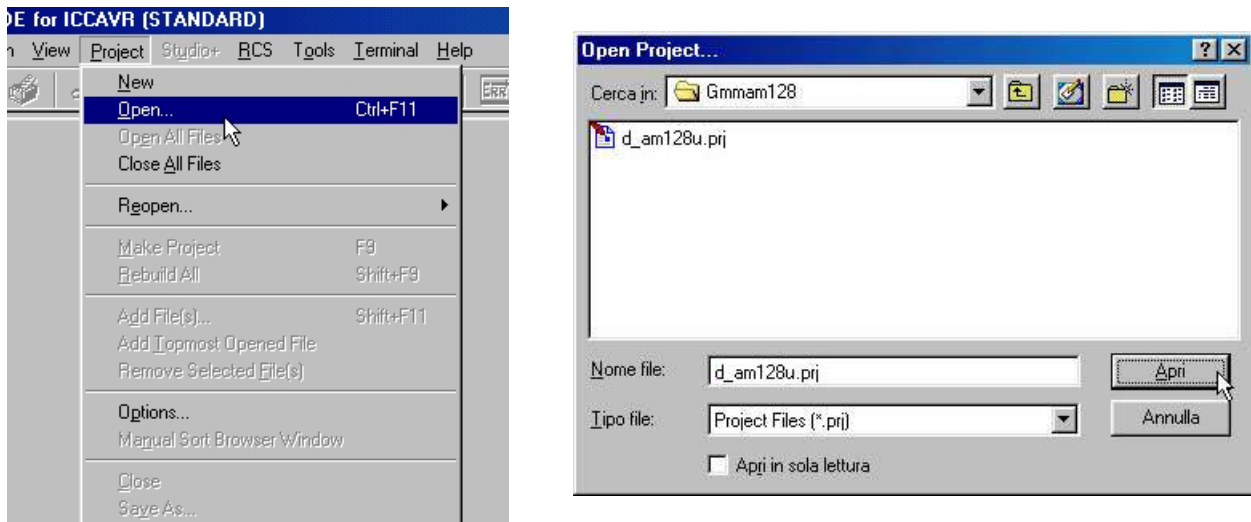 DE for ICCAVR (STANDARD)
View Project Studio+ RCS Tools Terminal Help
ERR
New
Open... Ctrl+F11
Open All Files
Close All Files
Reopen...
Make Project F9
Rebuild All Shift+F9
Add File(s)... Shift+F11
Add Topmost Opened File
Remove Selected File(s)
Options...
Manual Sort Browser Window
Close
Save As...
Open Project...
Cerca in: Gmmam128
d_am128u.prj
Nome file: d_am128u.prj Apri
Tipo file: Project Files (*.prj) Annulla
Apri in sola lettura